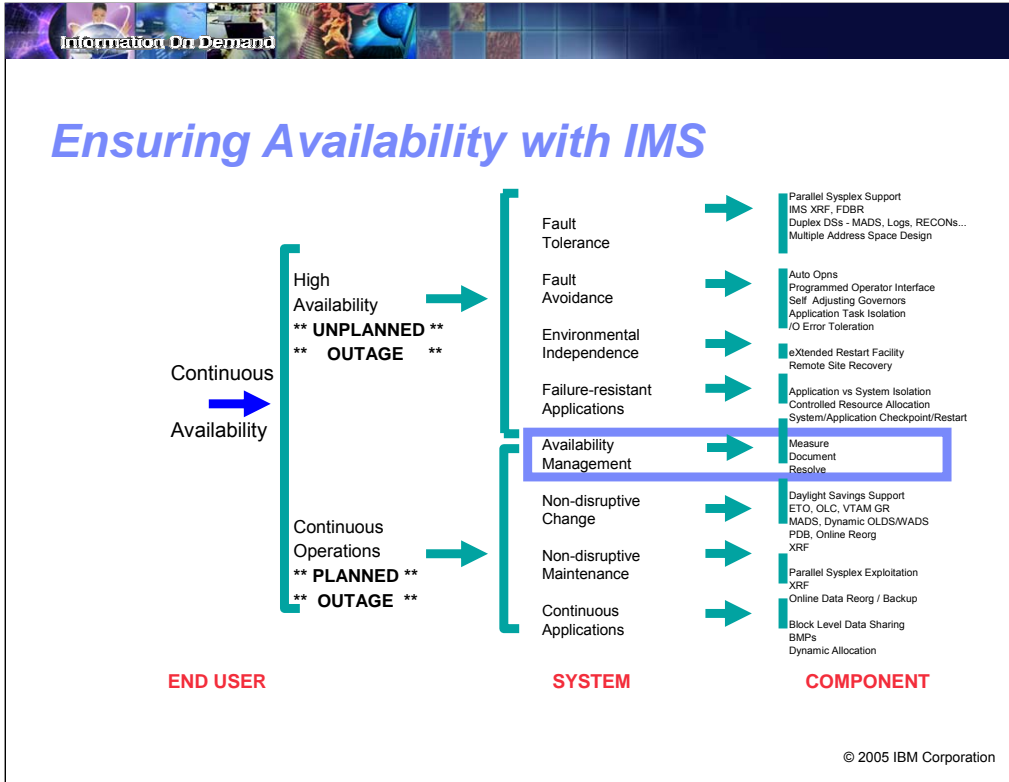 Information On Demand
Ensuring Availability with IMS
Continuous
Availability
High
Availability
** UNPLANNED **
** OUTAGE **
Continuous
Operations
** PLANNED **
** OUTAGE **
Fault
Tolerance
Fault
Avoidance
Environmental
Independence
Failure-resistant
Applications
Availability
Management
Non-disruptive
Change
Non-disruptive
Maintenance
Continuous
Applications
Parallel Sysplex Support
IMS XRF, FDBR
Duplex DSs - MADS, Logs, RECONs...
Multiple Address Space Design
Auto Opns
Programmed Operator Interface
Self Adjusting Governors
Application Task Isolation
/O Error Toleration
eXtended Restart Facility
Remote Site Recovery
Application vs System Isolation
Controlled Resource Allocation
System/Application Checkpoint/Restart
Measure
Document
Resolve
Daylight Savings Support
ETO, OLC, VTAM GR
MADS, Dynamic OLDS/WADS
PDB, Online Reorg
XRF
Parallel Sysplex Exploitation
XRF
Online Data Reorg / Backup
Block Level Data Sharing
BMPs
Dynamic Allocation
END USER
SYSTEM
COMPONENT
© 2005 IBM Corporation